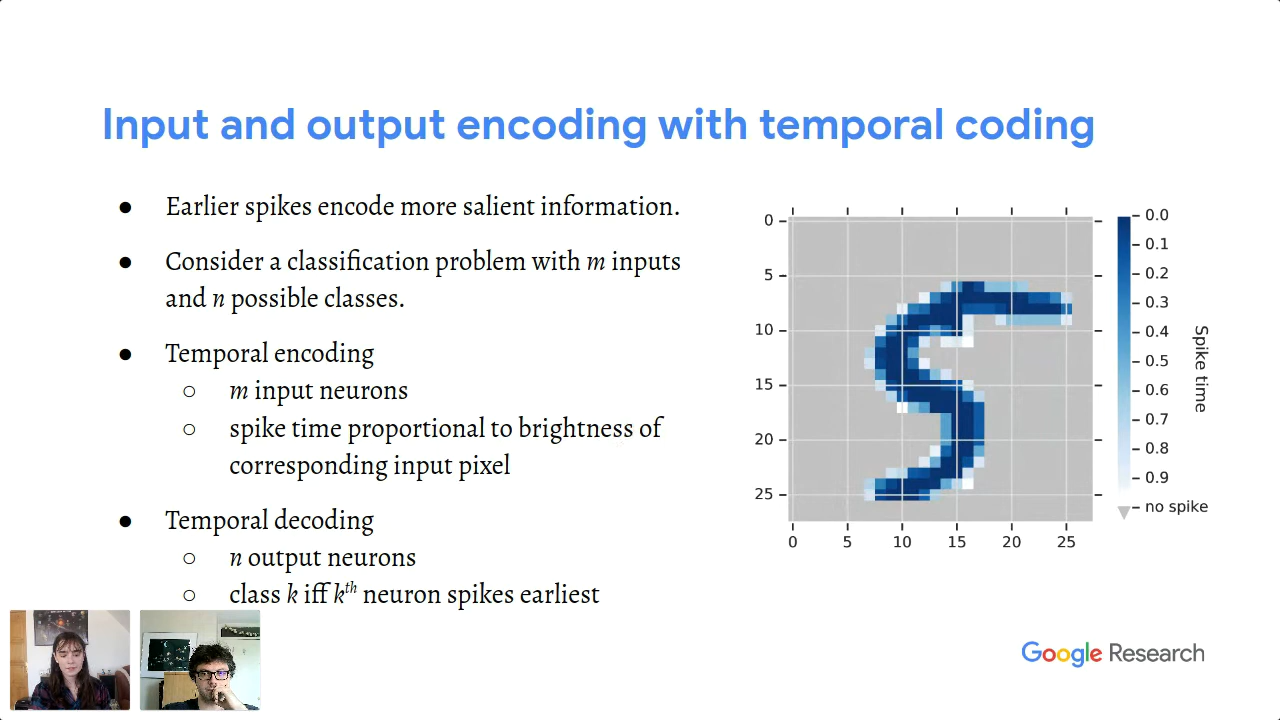 Input and output encoding with temporal coding
● Earlier spikes encode more salient information.
● Consider a classification problem with m inputs
and n possible classes.
● Temporal encoding
○ m input neurons
○ spike time proportional to brightness of
corresponding input pixel
● Temporal decoding
○ n output neurons
○ class k iff kth neuron spikes earliest
0
5
10
15
20
25
0 5 10 15 20 25
0.0
0.1
0.2
0.3
0.4
0.5
0.6
0.7
0.8
0.9
no spike
Spike time
Google Research